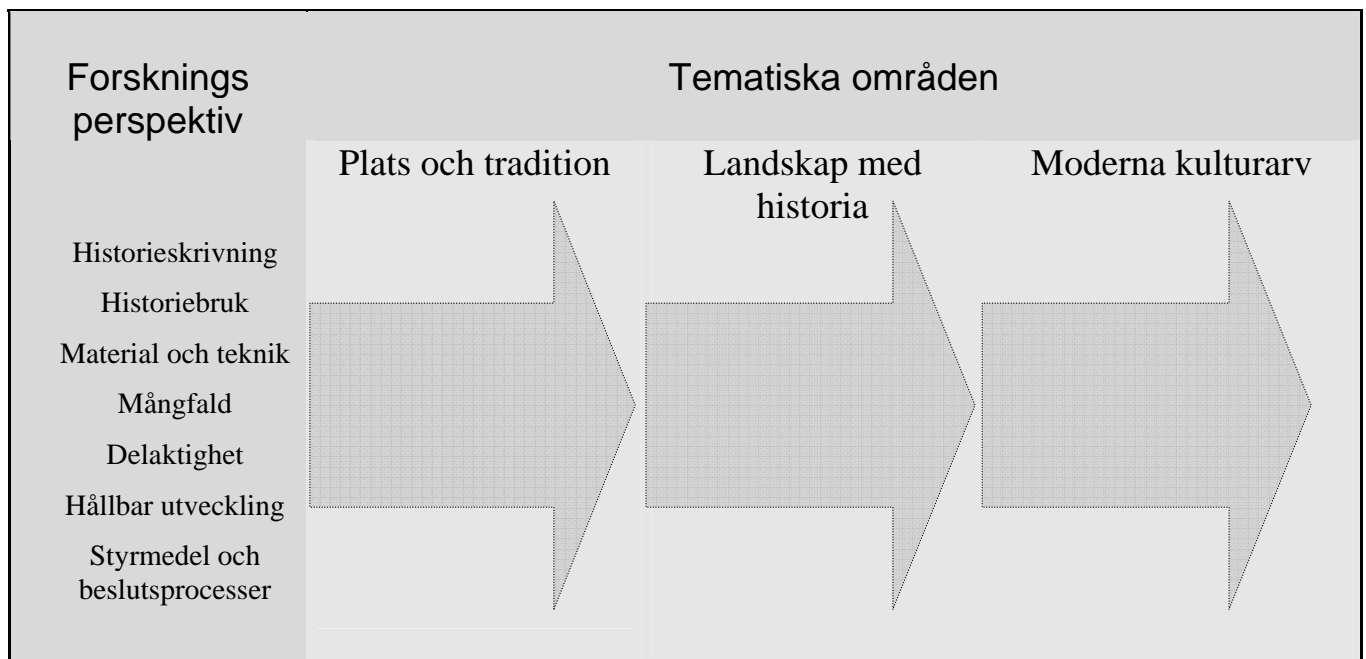 Forsknings
perspektiv
Tematiska områden
Plats och tradition
Landskap med
historia
Moderna kulturarv
Historieskrivning
Historiebruk
Material och teknik
Mångfald
Delaktighet
Hållbar utveckling
Styrmedel och
beslutsprocesser